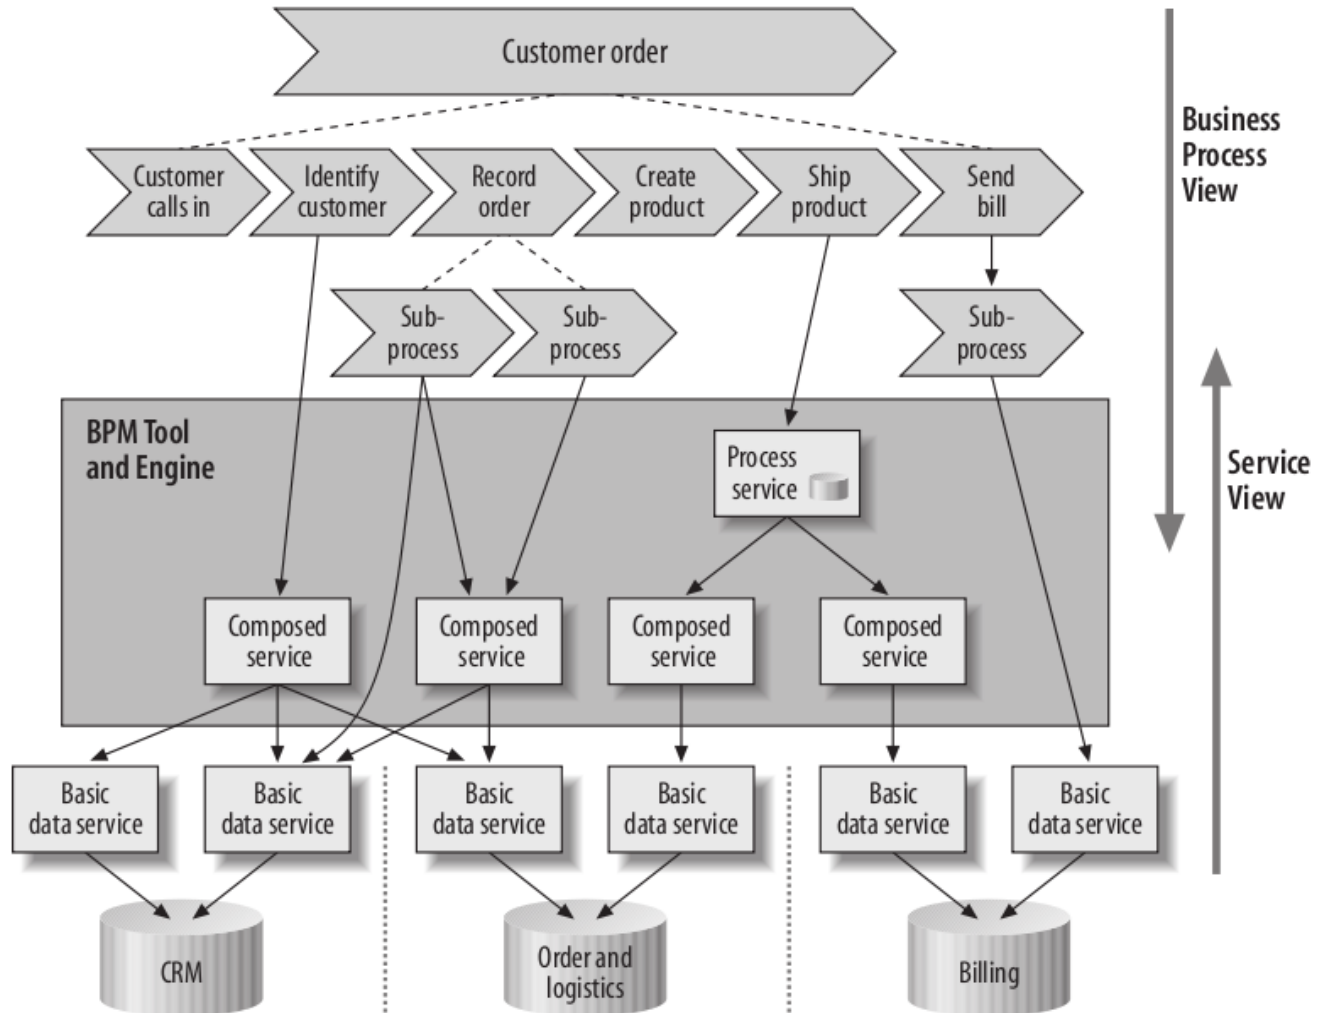 Customer order
Business
Process
View
Customer
calls in
Identify
customer
Record
order
Create
product
Ship
product
Send
bill
Sub-
process
Sub-
process
Sub-
process
BPM Tool
and Engine
Process
service
Service
View
Composed
service
Composed
service
Composed
service
Composed
service
Basic
data service
Basic
data service
Basic
data service
Basic
data service
Basic
data service
Basic
data service
CRM
Order and
logistics
Billing